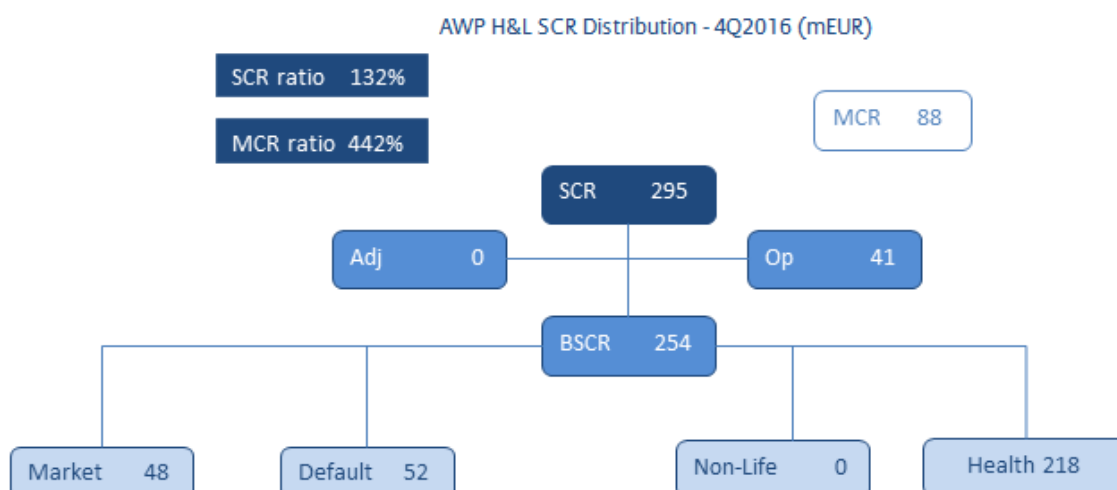 AWP H&L SCR Distribution - 4Q2016 (mEUR)
SCR ratio 132%
MCR 88
MCR ratio 442%
SCR 295
Adj 0
Op 41
BSCR 254
Market 48
Default 52
Non-Life 0
Health 218